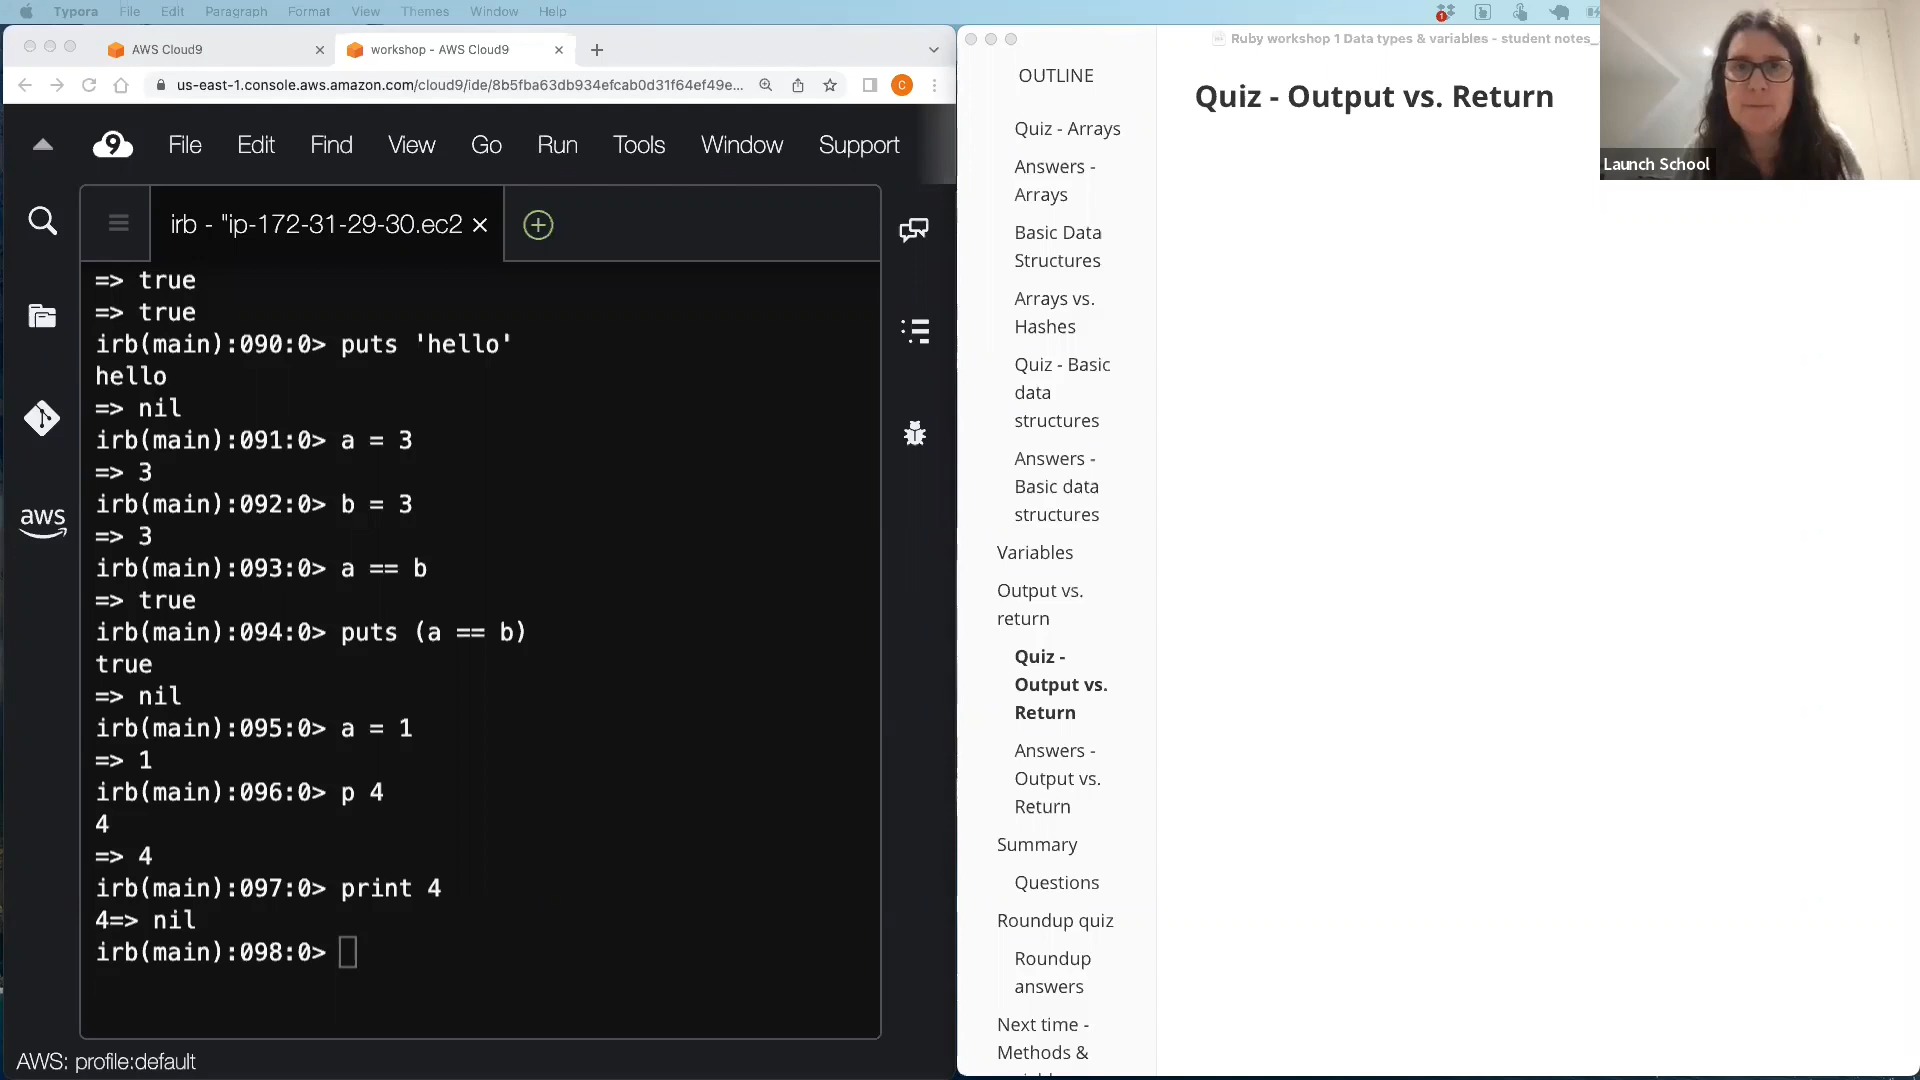 Typora File Edit Paragraph Format View Themes Window Help
1
AWS Cloud9
workshop - AWS Cloud9
us-east-1.console.aws.amazon.com/cloud9/ide/8b5fba63db934efcab0d31f64ef49e...
C
9 File Edit Find View Go Run Tools Window Support
irb - "ip-172-31-29-30.ec2
aws
=> true
=> true
irb(main):090:0> puts 'hello'
hello
=> nil
irb(main):091:0> a = 3
=> 3
irb(main):092:0> b = 3
=> 3
irb(main):093:0> a == b
=> true
irb(main):094:0> puts (a == b)
true
=> nil
irb(main):095:0> a = 1
=> 1
irb(main):096:0> p 4
4
=> 4
irb(main):097:0> print 4
4=> nil
irb(main):098:0>
AWS: profile:default
Ruby workshop 1 Data types & variables - student notes_
OUTLINE
Quiz - Arrays
Answers -
Arrays
Basic Data
Structures
Arrays vs.
Hashes
Quiz - Basic
data
structures
Answers -
Basic data
structures
Variables
Output vs.
return
Quiz -
Output vs.
Return
Answers -
Output vs.
Return
Summary
Questions
Roundup quiz
Roundup
answers
Next time -
Methods &
Quiz - Output vs. Return
Launch School